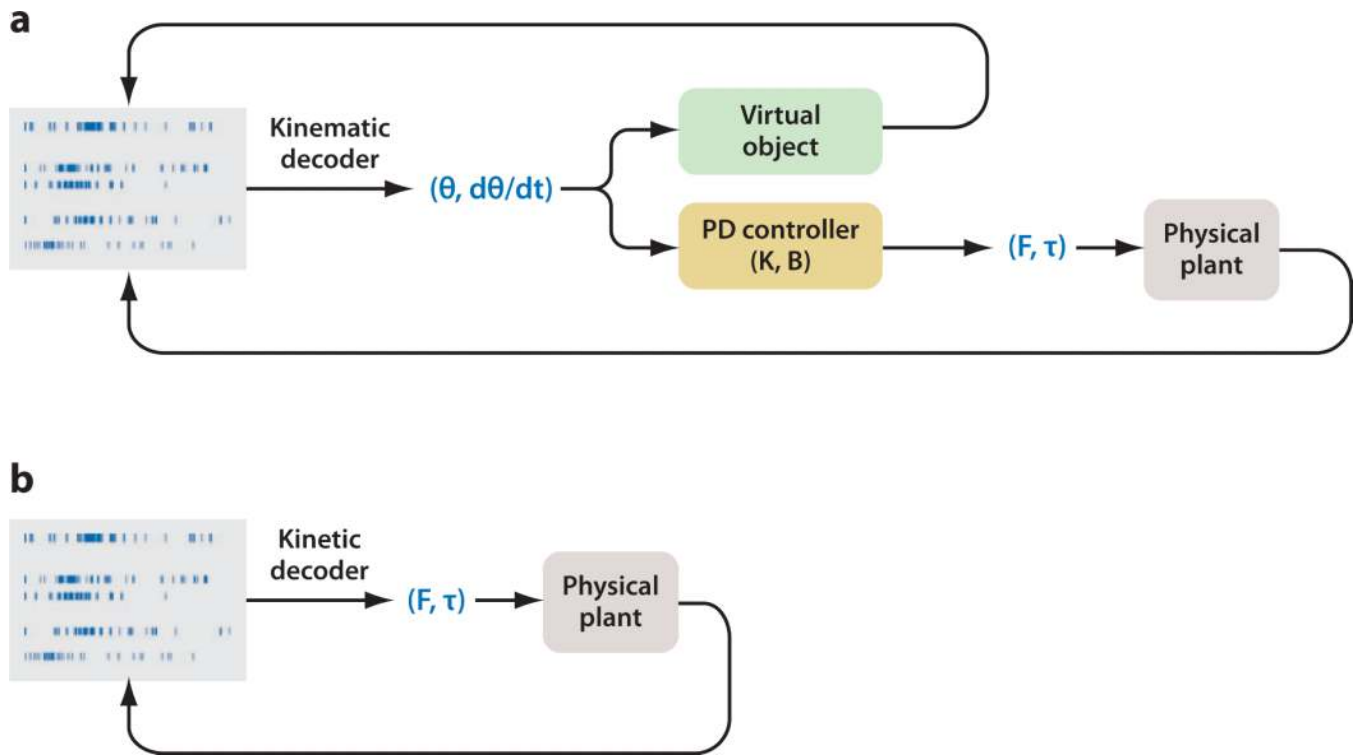 a
Kinematic
decoder
(θ, dθ/dt)
Virtual
object
PD controller
(K, B)
(F, τ)
Physical
plant
b
Kinetic
decoder
(F, τ)
Physical
plant